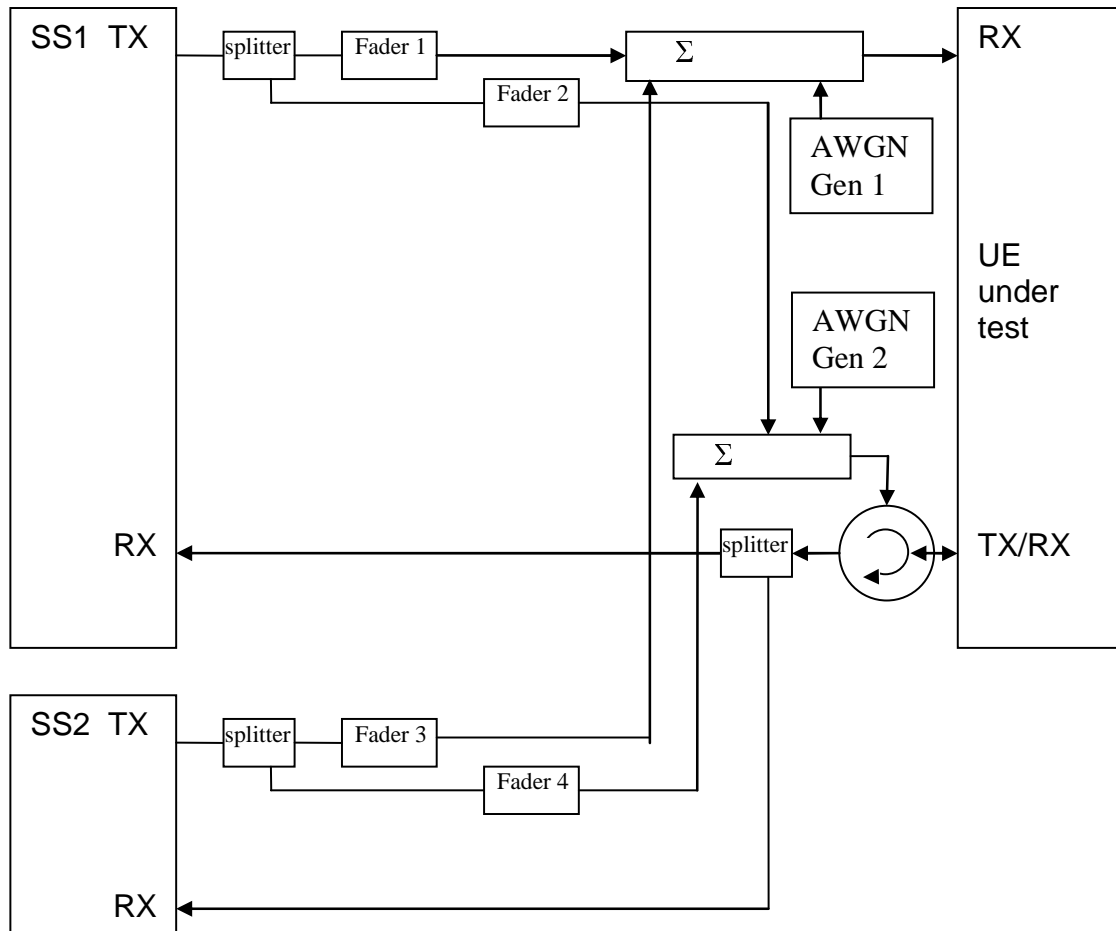 SS1 TX
splitter
Fader 1
Σ
RX
Fader 2
AWGN
Gen 1
UE
under
test
AWGN
Gen 2
Σ
RX
splitter
TX/RX
SS2 TX
splitter
Fader 3
Fader 4
RX